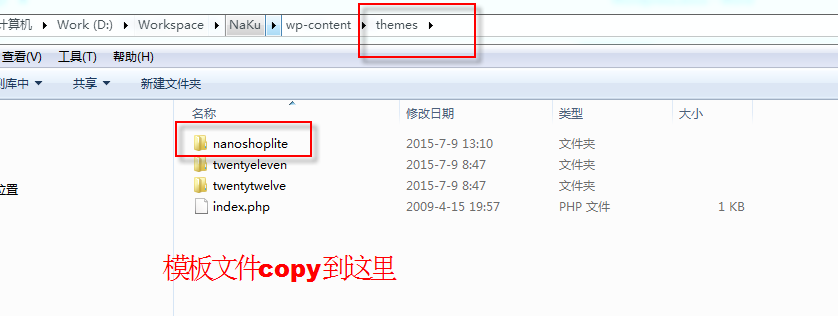 计算机 Work (D:) Workspace NaKu wp-content themes
查看(V) 工具(T) 帮助(H)
到库中 共享 新建文件夹
名称 修改日期 类型 大小
nanoshoplite 2015-7-9 13:10 文件夹
twentyeleven 2015-7-9 8:47 文件夹
位置
twentytwelve 2015-7-9 8:47 文件夹
index.php 2009-4-15 19:57 PHP 文件 1 KB
模板文件copy到这里